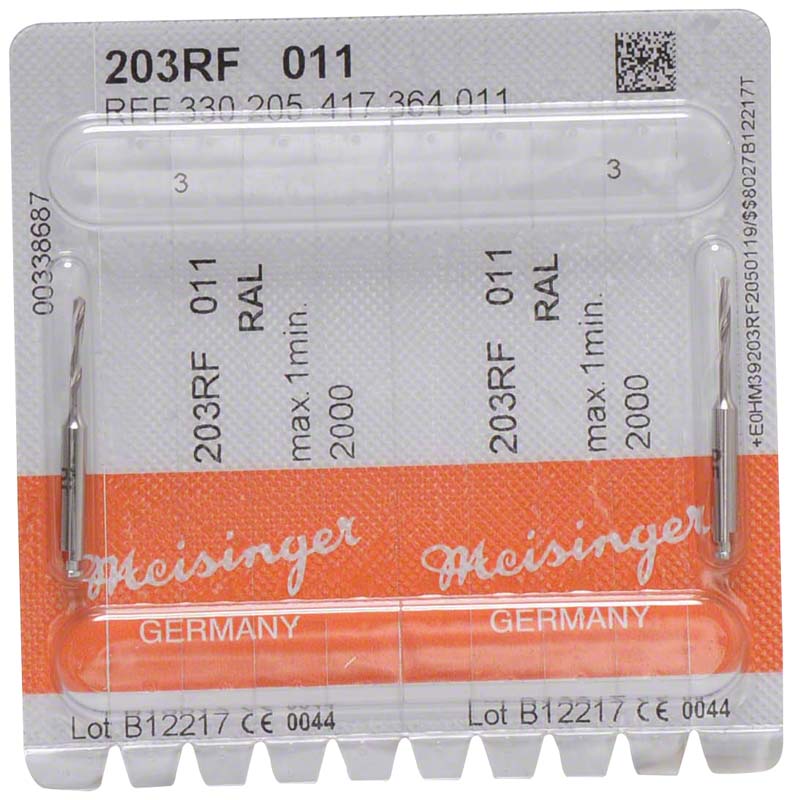 203RF 011
REF 330 205 417 364 011
3
3
00338687
203RF 011
RAL
max. 1min.
2000
203RF 011
RAL
max. 1min.
2000
+E0HM39203RF2050119/$$8027B12217T
Meisinger
GERMANY
Meisinger
GERMANY
Lot B12217 CE 0044
Lot B12217 CE 0044